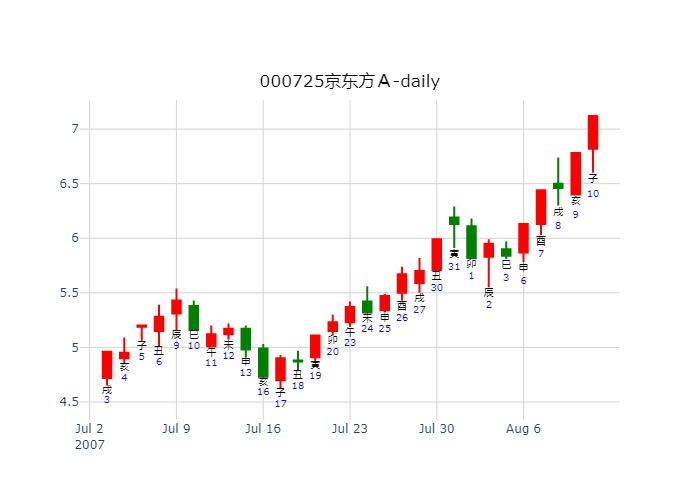 000725京东方Ａ-daily
7
6.5
6
5.5
5
4.5
戌
3
亥
4
子
5
丑
6
辰
9
巳
10
午
11
未
12
申
13
亥
16
子
17
丑
18
寅
19
卯
20
午
23
未
24
申
25
酉
26
戌
27
丑
30
寅
31
卯
1
辰
2
巳
3
申
6
酉
7
戌
8
亥
9
子
10
Jul 2
2007
Jul 9
Jul 16
Jul 23
Jul 30
Aug 6